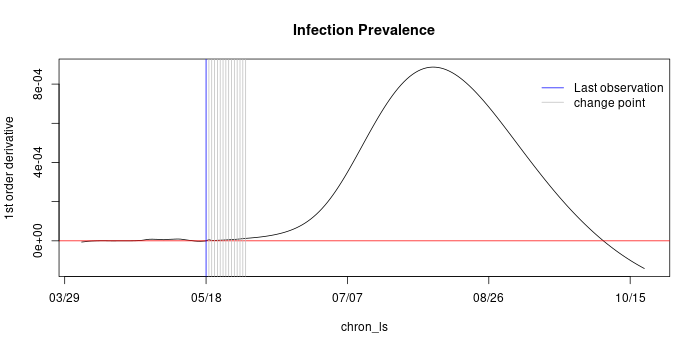 Infection Prevalence
Last observation
change point
1st order derivative
8e-04
4e-04
0e+00
03/29
05/18
07/07
08/26
10/15
chron_ls